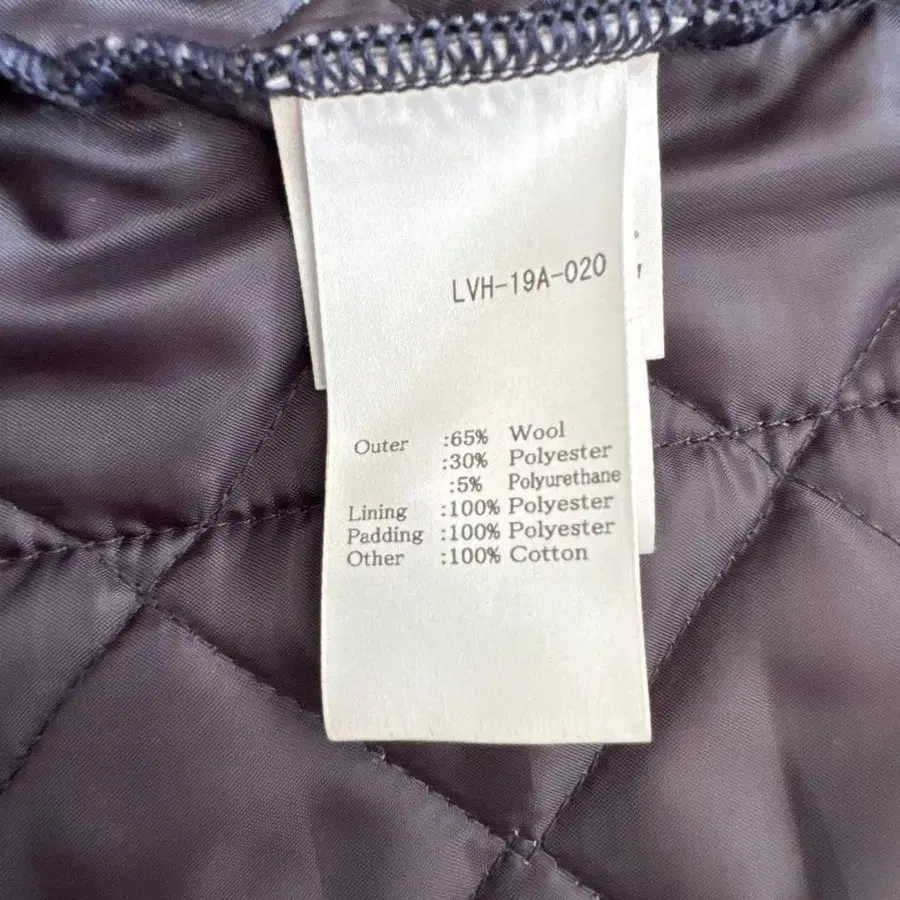 LVH-19A-020
Outer :65% Wool
:30% Polyester
:5% Polyurethane
Lining :100% Polyester
Padding :100% Polyester
Other :100% Cotton